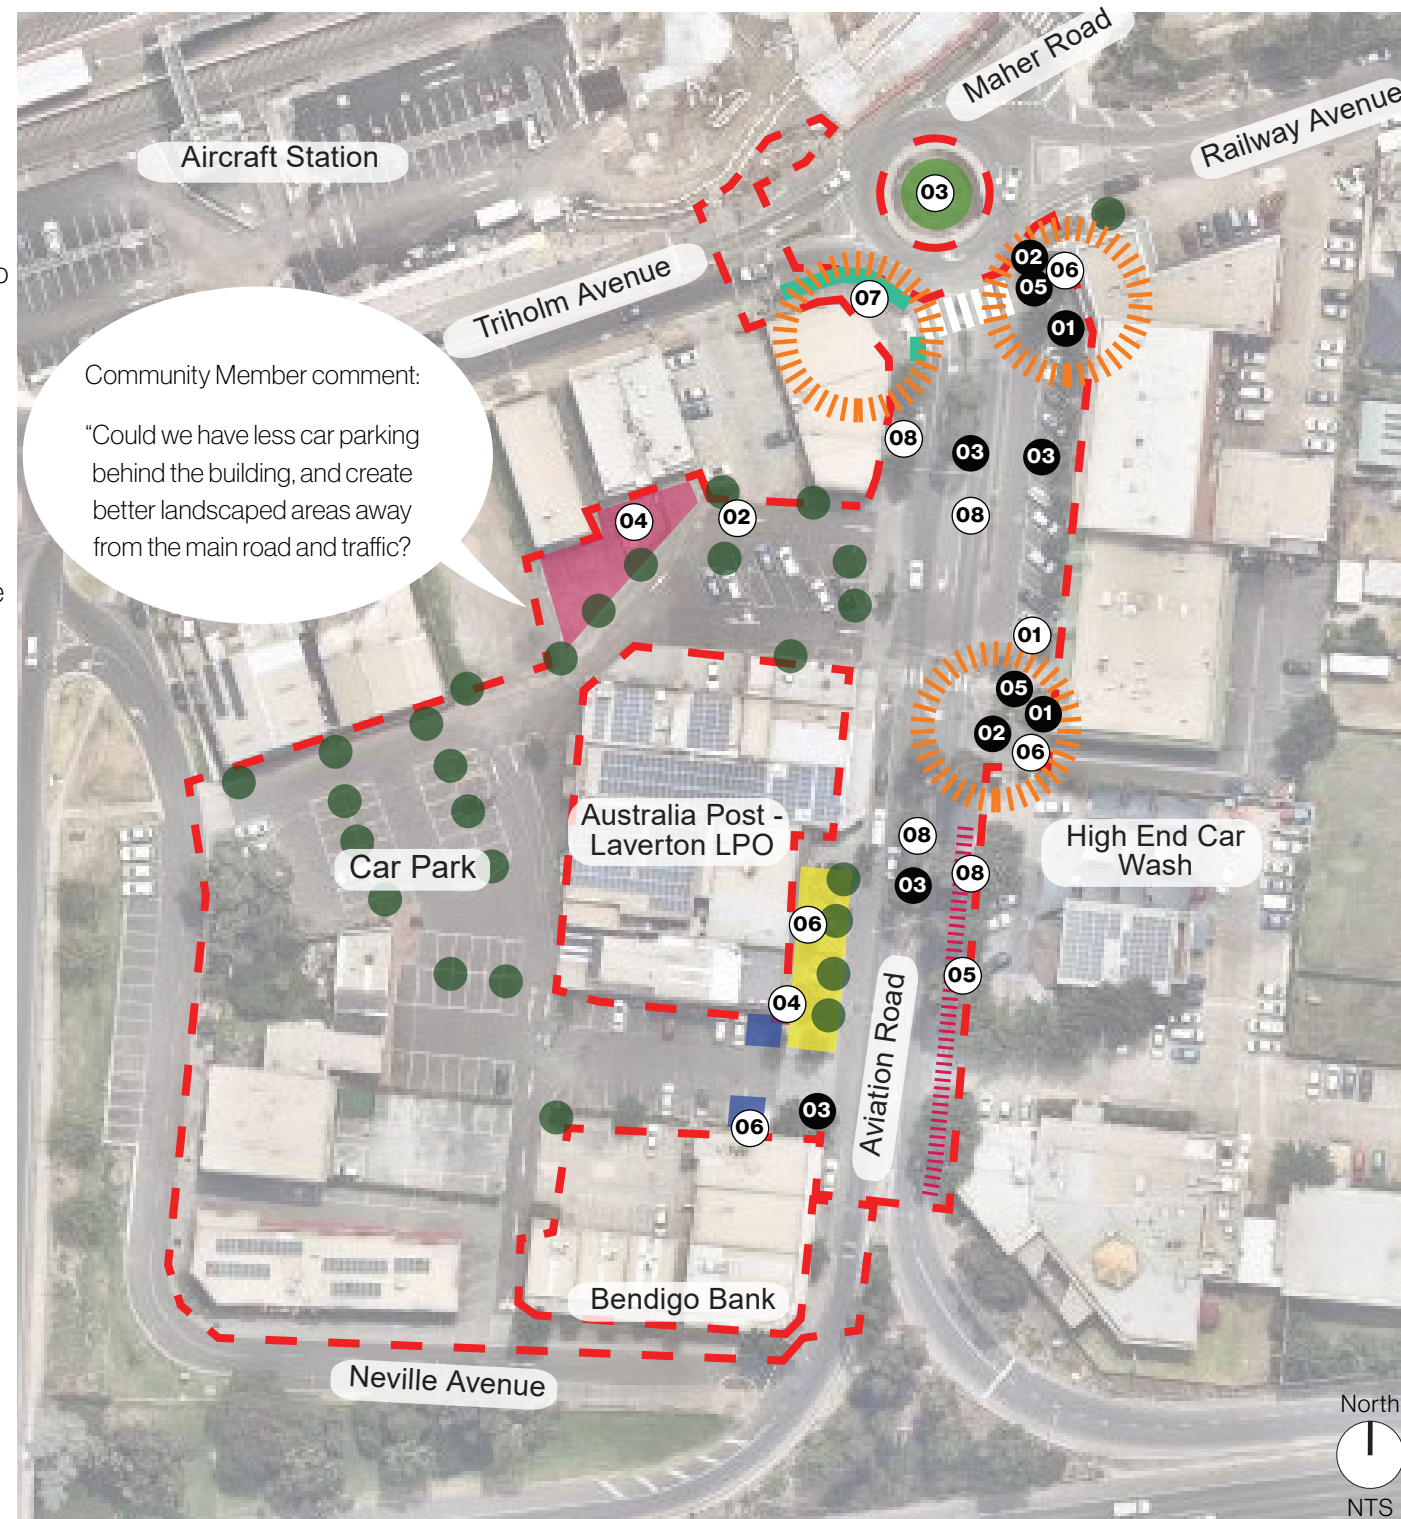 Maher Road
Railway Avenue
Aircraft Station
03
Triholm Avenue
02
06
05
07
01
Community Member comment:
“Could we have less car parking
behind the building, and create
better landscaped areas away
from the main road and traffic?
08
03
03
04
02
08
01
05
01
02
06
Australia Post -
Laverton LPO
08
High End Car
Wash
Car Park
08
03
06
05
04
Aviation Road
03
06
Bendigo Bank
Neville Avenue
North
NTS